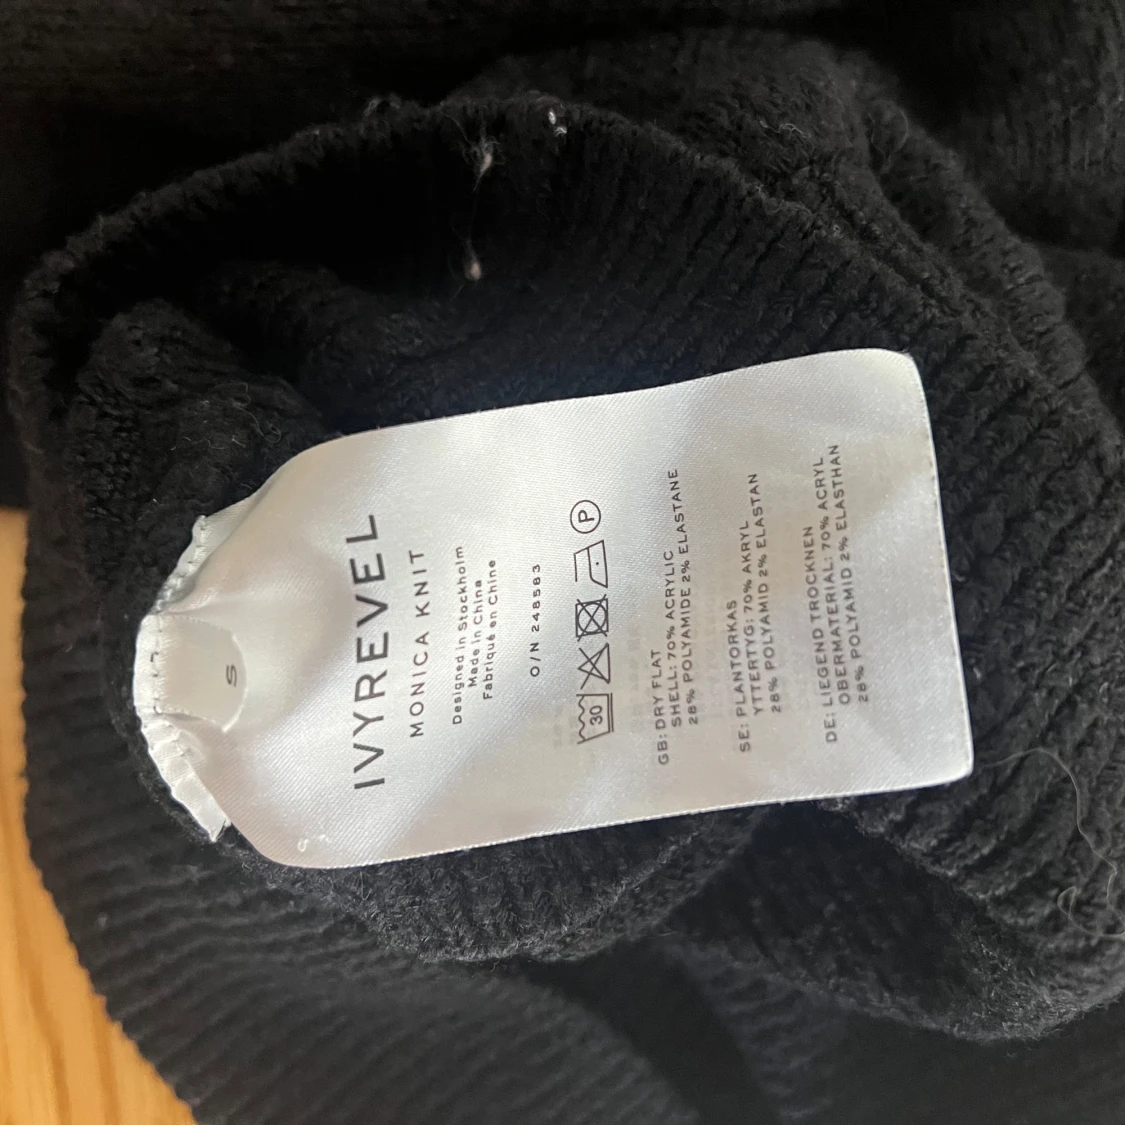 S
IVYREVEL
MONICA KNIT
Designed in Stockholm
Made in China
Fabriqué en Chine
O/N 248583
30 P
GB: DRY FLAT
SHELL: 70% ACRYLIC
28% POLYAMIDE 2% ELASTANE
SE: PLANTORKAS
YTTERTYG: 70% AKRYL
28% POLYAMID 2% ELASTAN
DE: LIEGEND TROCKNEN
OBERMATERIAL: 70% ACRYL
28% POLYAMID 2% ELASTHAN